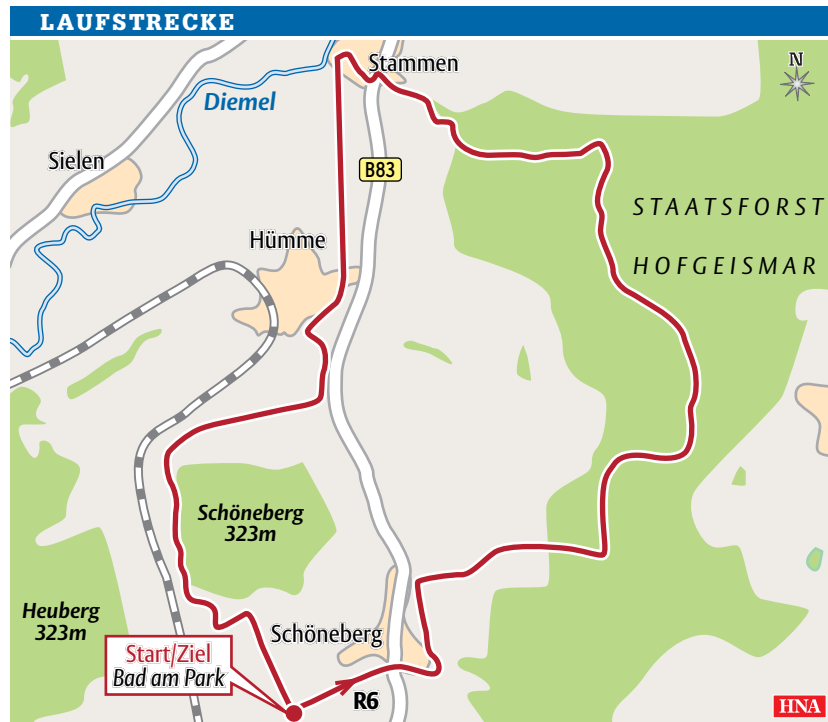 LAUFSTRECKE
Stammen
N
Diemel
Sielen
B83
STAATSFORST
HOFGEISMAR
Hümme
Schöneberg
323m
Heuberg
323m
Schöneberg
Start/Ziel
Bad am Park
R6
HNA